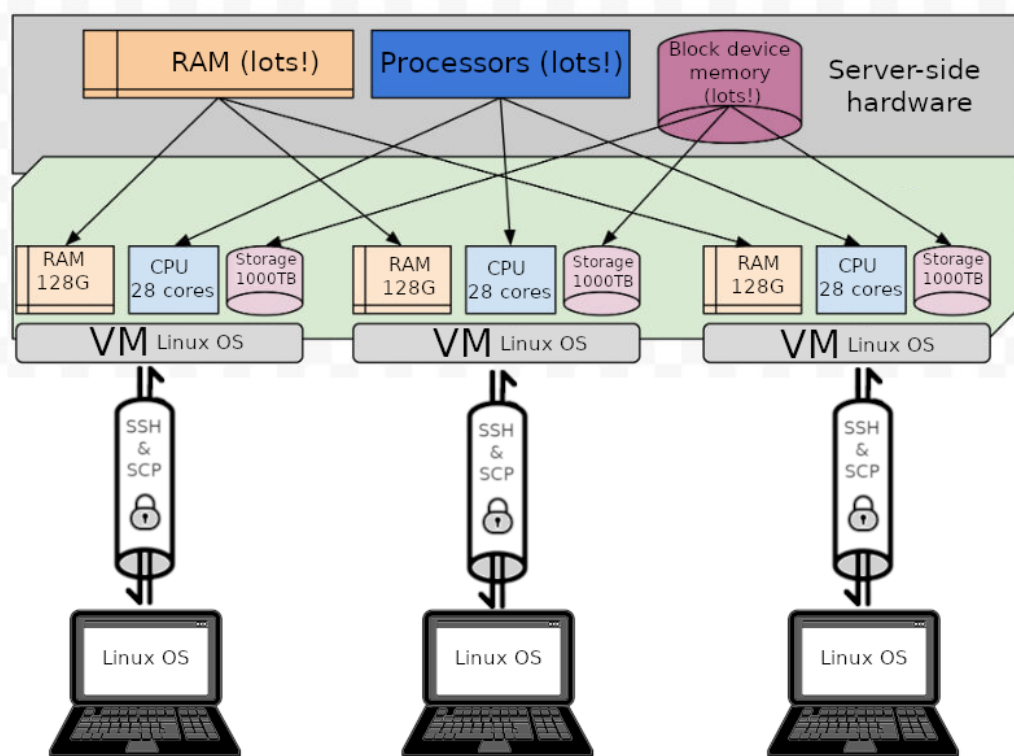 RAM (lots!)
Processors (lots!)
Block device
memory
(lots!)
Server-side
hardware
RAM
128G
CPU
28 cores
Storage
1000TB
RAM
128G
CPU
28 cores
Storage
1000TB
RAM
128G
CPU
28 cores
Storage
1000TB
VM Linux OS
VM Linux OS
VM Linux OS
SSH
&
SCP
SSH
&
SCP
SSH
&
SCP
Linux OS
Linux OS
Linux OS